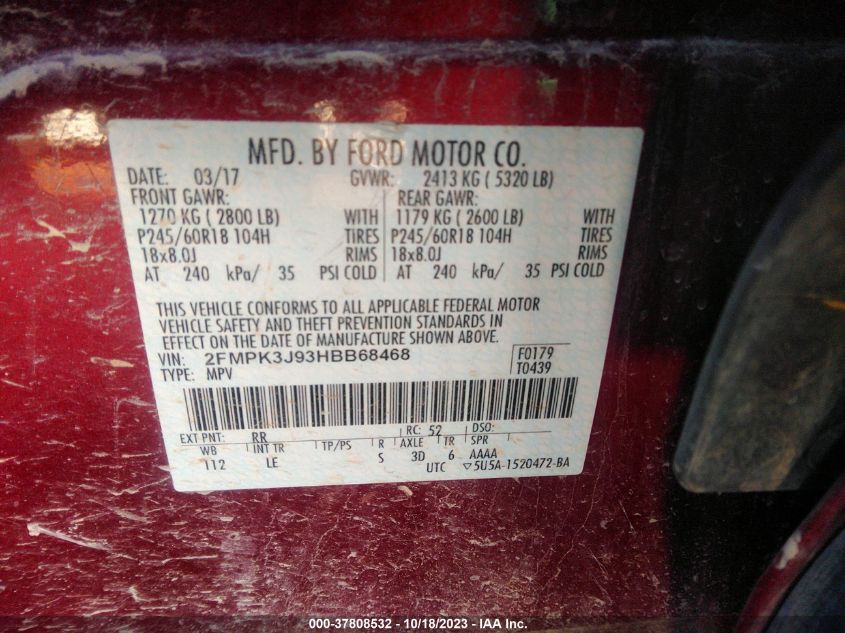 MFD. BY FORD MOTOR CO.
DATE: 03/17 GVWR: 2413 KG ( 5320 LB)
FRONT GAWR: REAR GAWR:
1270 KG ( 2800 LB) WITH 1179 KG ( 2600 LB) WITH
P245/60R18 104H TIRES P245/60R18 104H TIRES
18x8.0J RIMS 18x8.0J RIMS
AT 240 kPa/ 35 PSI COLD AT 240 kPa/ 35 PSI COLD
THIS VEHICLE CONFORMS TO ALL APPLICABLE FEDERAL MOTOR
VEHICLE SAFETY AND THEFT PREVENTION STANDARDS IN
EFFECT ON THE DATE OF MANUFACTURE SHOWN ABOVE.
VIN: 2FMPK3J93HBB68468 F0179
TYPE: MPV T0439
EXT PNT: RR RC: 52 DSO:
WB INT TR TP/PS R AXLE TR SPR
112 LE S 3D 6 AAAA
UTC ▽5U5A-1520472-BA
000-37808532 - 10/18/2023 - ©IAA, Inc.